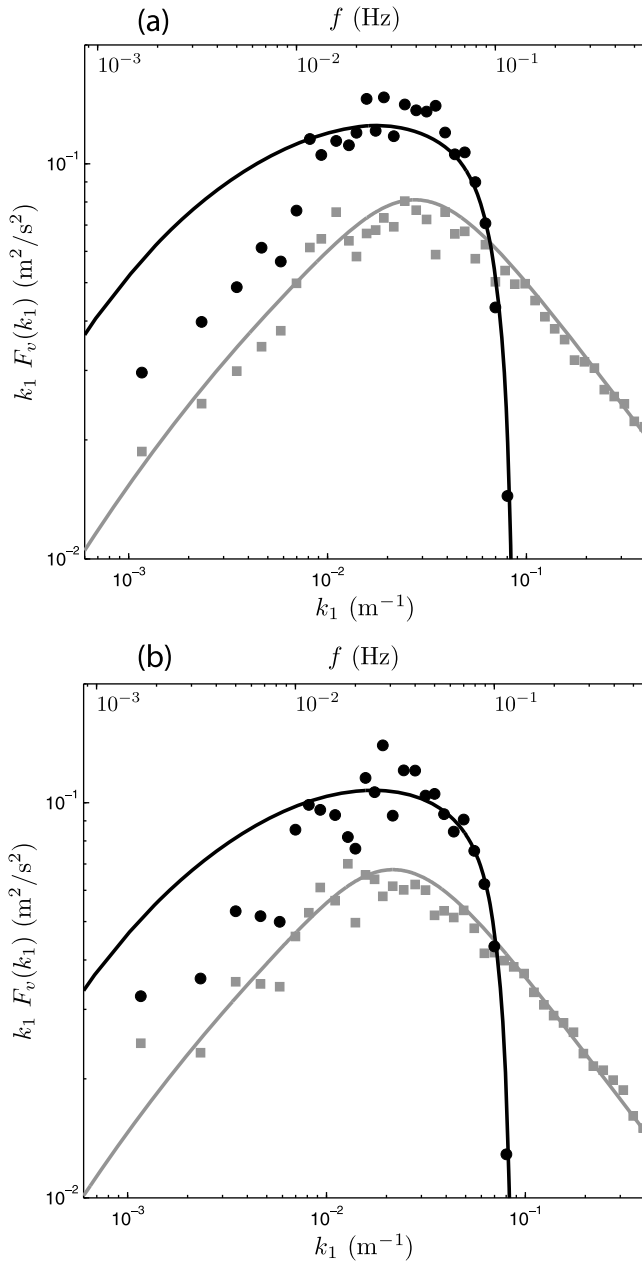 (a)
f (Hz)
10⁻³ 10⁻² 10⁻¹
10⁻¹
k₁ Fᵥ(k₁) (m²/s²)
10⁻²
10⁻³ 10⁻² 10⁻¹
k₁ (m⁻¹)
(b)
f (Hz)
10⁻³ 10⁻² 10⁻¹
10⁻¹
k₁ Fᵥ(k₁) (m²/s²)
10⁻²
10⁻³ 10⁻² 10⁻¹
k₁ (m⁻¹)